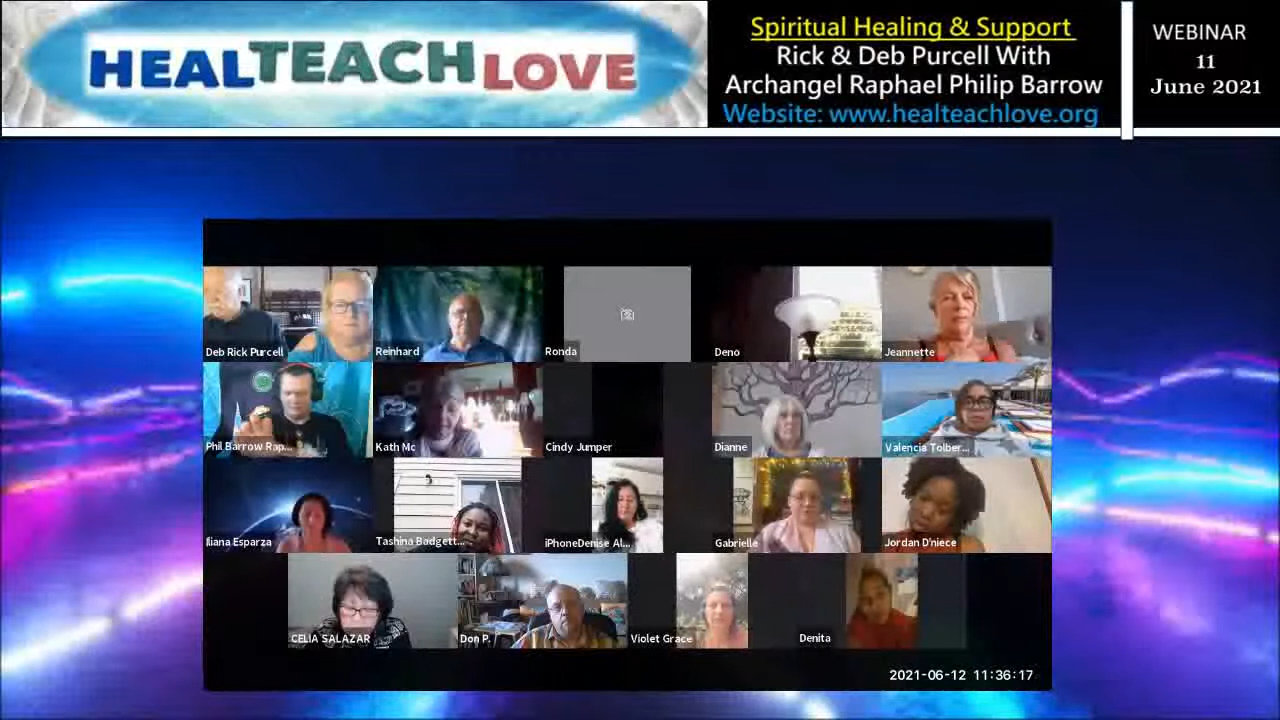 HEALTEACHLOVE
Spiritual Healing & Support
Rick & Deb Purcell With
Archangel Raphael Philip Barrow
Website: www.healteachlove.org
WEBINAR
11
June 2021
Deb Rick Purcell
Reinhard
Ronda
Deno
Jeannette
Phil Barrow Rap...
Kath Mc
Cindy Jumper
Dianne
Valencia Tolber...
Iliana Esparza
Tashina Badgett...
iPhoneDenise Al...
Gabrielle
Jordan D'niece
CELIA SALAZAR
Don P.
Violet Grace
Denita
2021-06-12 11:36:17